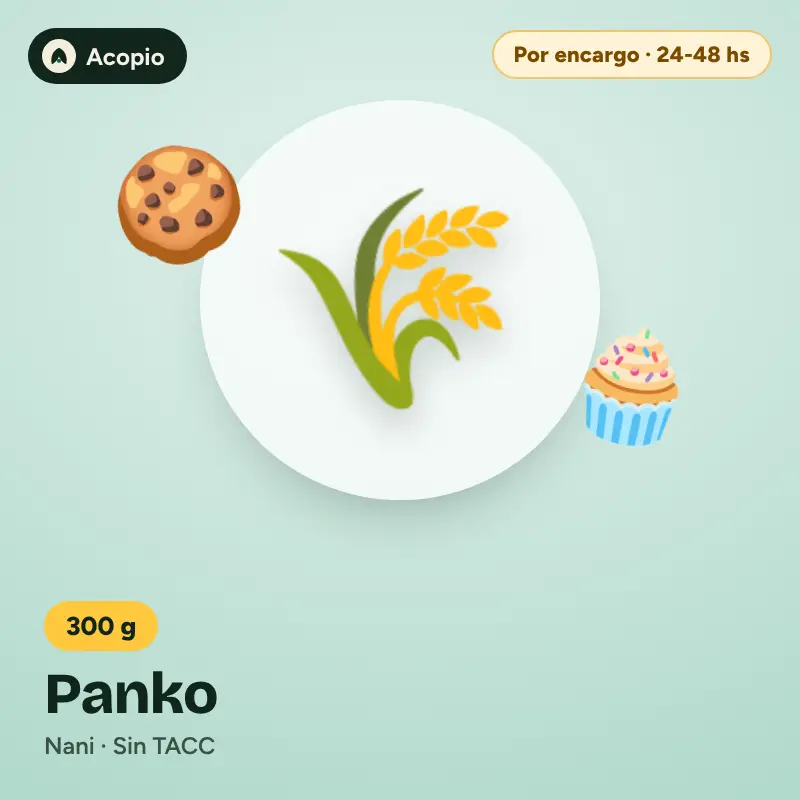 Acopio
Por encargo · 24-48 hs
300 g
Panko
Nani · Sin TACC